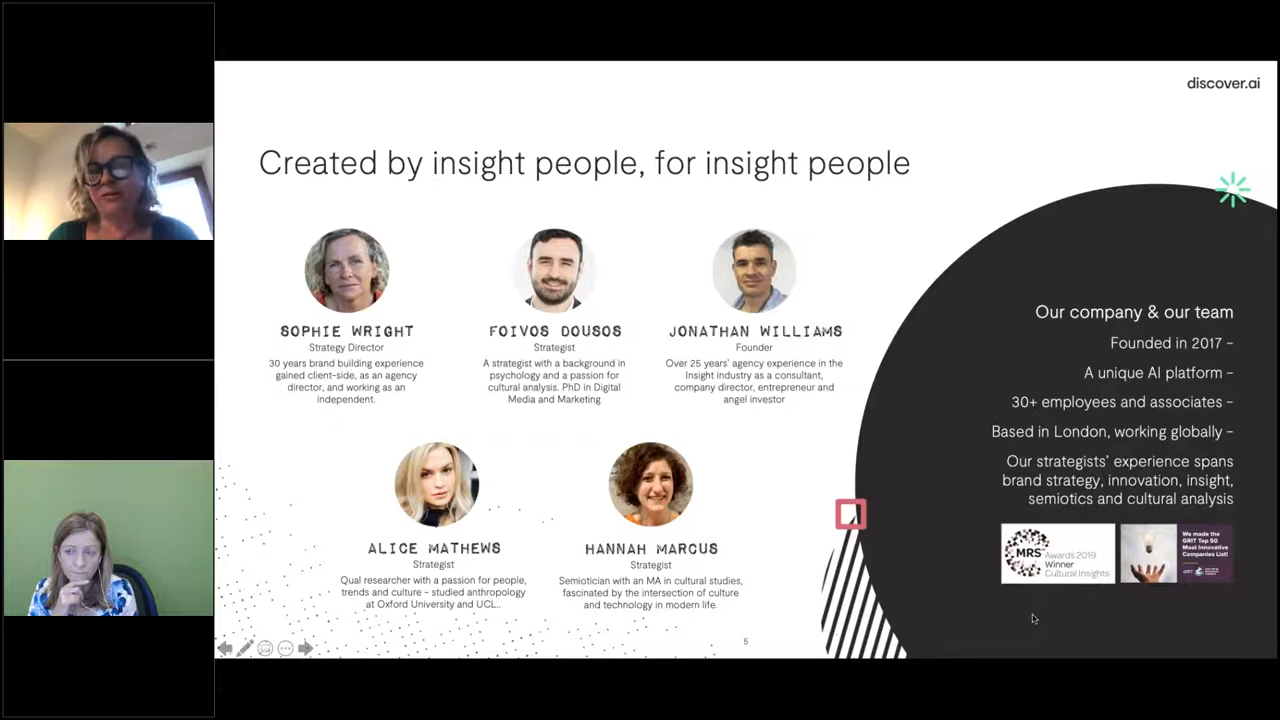 discover.ai
Created by insight people, for insight people
SOPHIE WRIGHT
Strategy Director
30 years brand building experience
gained client-side, as an agency
director, and working as an
independent.
FOIVOS DOUSOS
Strategist
A strategist with a background in
psychology and a passion for
cultural analysis. PhD in Digital
Media and Marketing
JONATHAN WILLIAMS
Founder
Over 25 years' agency experience in the
Insight industry as a consultant,
company director, entrepreneur and
angel investor
ALICE MATHEWS
Strategist
Qual researcher with a passion for people,
trends and culture – studied anthropology
at Oxford University and UCL..
HANNAH MARCUS
Strategist
Semiotician with an MA in cultural studies,
fascinated by the intersection of culture
and technology in modern life.
Our company & our team
Founded in 2017 –
A unique AI platform –
30+ employees and associates –
Based in London, working globally –
Our strategists' experience spans
brand strategy, innovation, insight,
semiotics and cultural analysis
MRS Awards 2019
Winner
Cultural Insights
We made the
GRIT Top 50
Most Innovative
Companies List!
GRIT
5